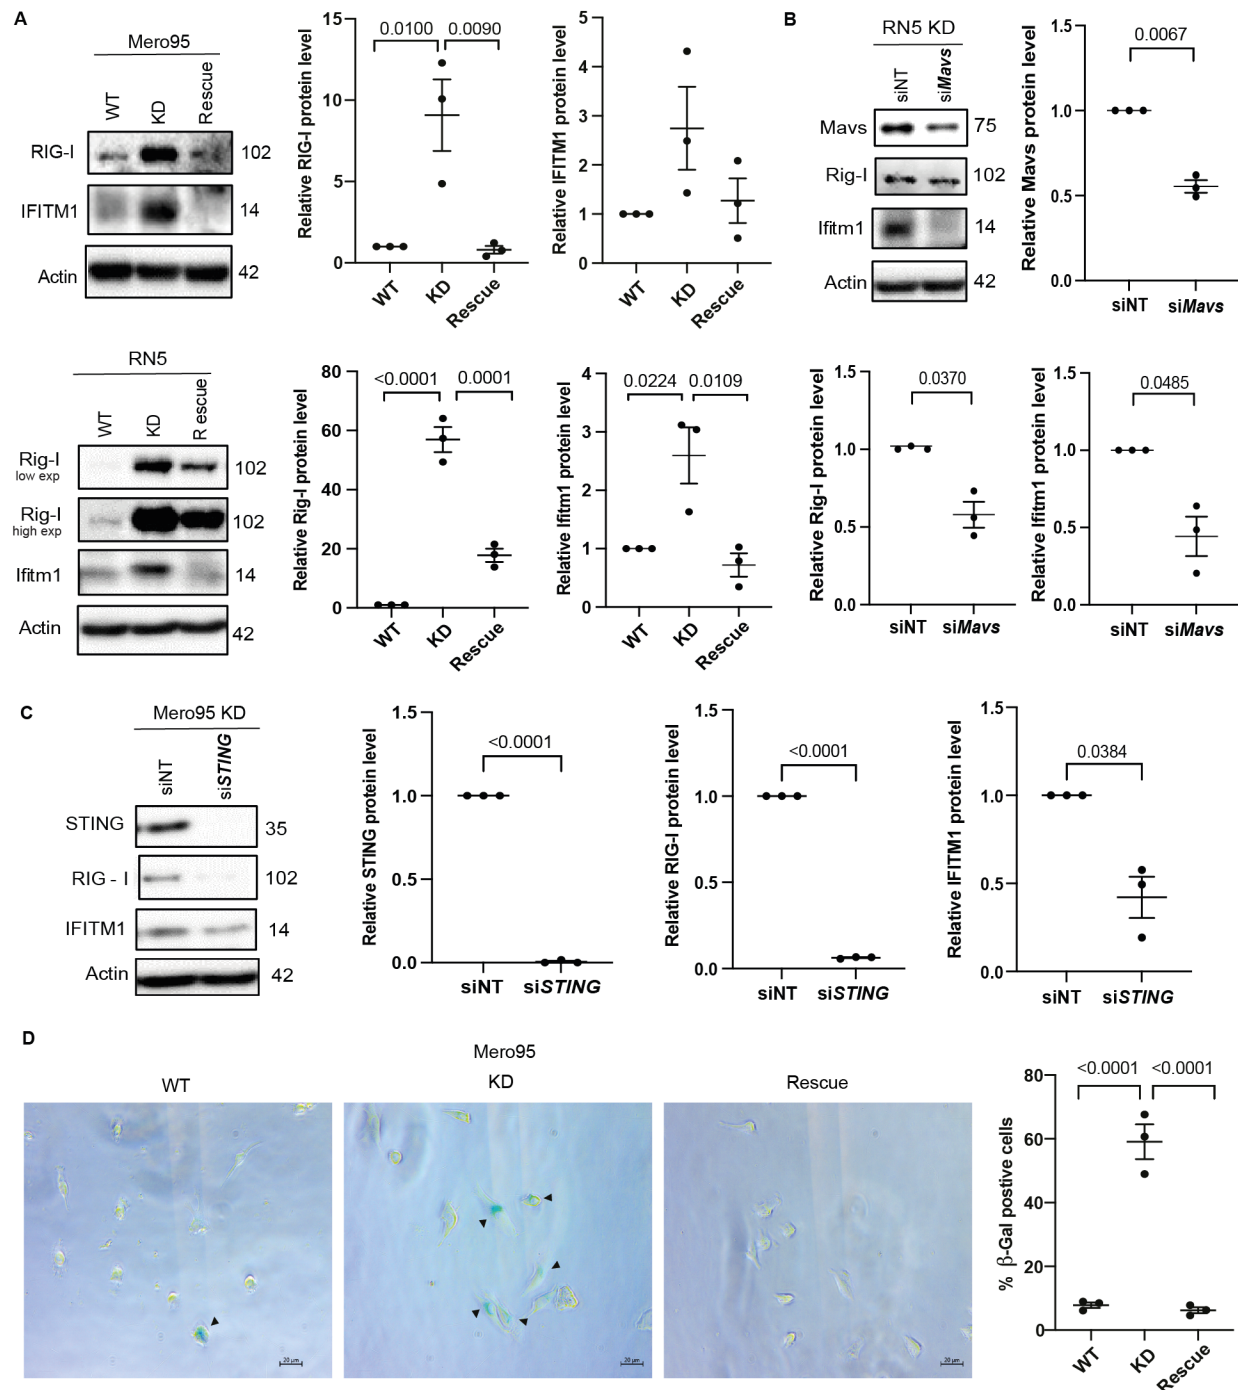 A
Mero95
WT
KD
Rescue
RIG-I
102
IFITM1
14
Actin
42
Relative RIG-I protein level
15
10
5
0
0.0100
0.0090
WT
KD
Rescue
Relative IFITM1 protein level
5
4
3
2
1
0
WT
KD
Rescue
B
RN5 KD
siNT
siMavs
Mavs
75
Rig-I
102
Ifitm1
14
Actin
42
Relative Mavs protein level
1.5
1.0
0.5
0.0
0.0067
siNT
siMavs
RN5
WT
KD
Rescue
Rig-I
low exp
102
Rig-I
high exp
102
Ifitm1
14
Actin
42
Relative Rig-I protein level
80
60
40
20
0
<0.0001
0.0001
WT
KD
Rescue
Relative Ifitm1 protein level
4
3
2
1
0
0.0224
0.0109
WT
KD
Rescue
Relative Rig-I protein level
1.5
1.0
0.5
0.0
0.0370
siNT
siMavs
Relative Ifitm1 protein level
1.5
1.0
0.5
0.0
0.0485
siNT
siMavs
C
Mero95 KD
siNT
siSTING
STING
35
RIG - I
102
IFITM1
14
Actin
42
Relative STING protein level
1.5
1.0
0.5
0.0
<0.0001
siNT
siSTING
Relative RIG-I protein level
1.5
1.0
0.5
0.0
<0.0001
siNT
siSTING
Relative IFITM1 protein level
1.5
1.0
0.5
0.0
0.0384
siNT
siSTING
D
Mero95
WT
KD
Rescue
20 µm
20 µm
20 µm
% β-Gal postive cells
80
60
40
20
0
<0.0001
<0.0001
WT
KD
Rescue